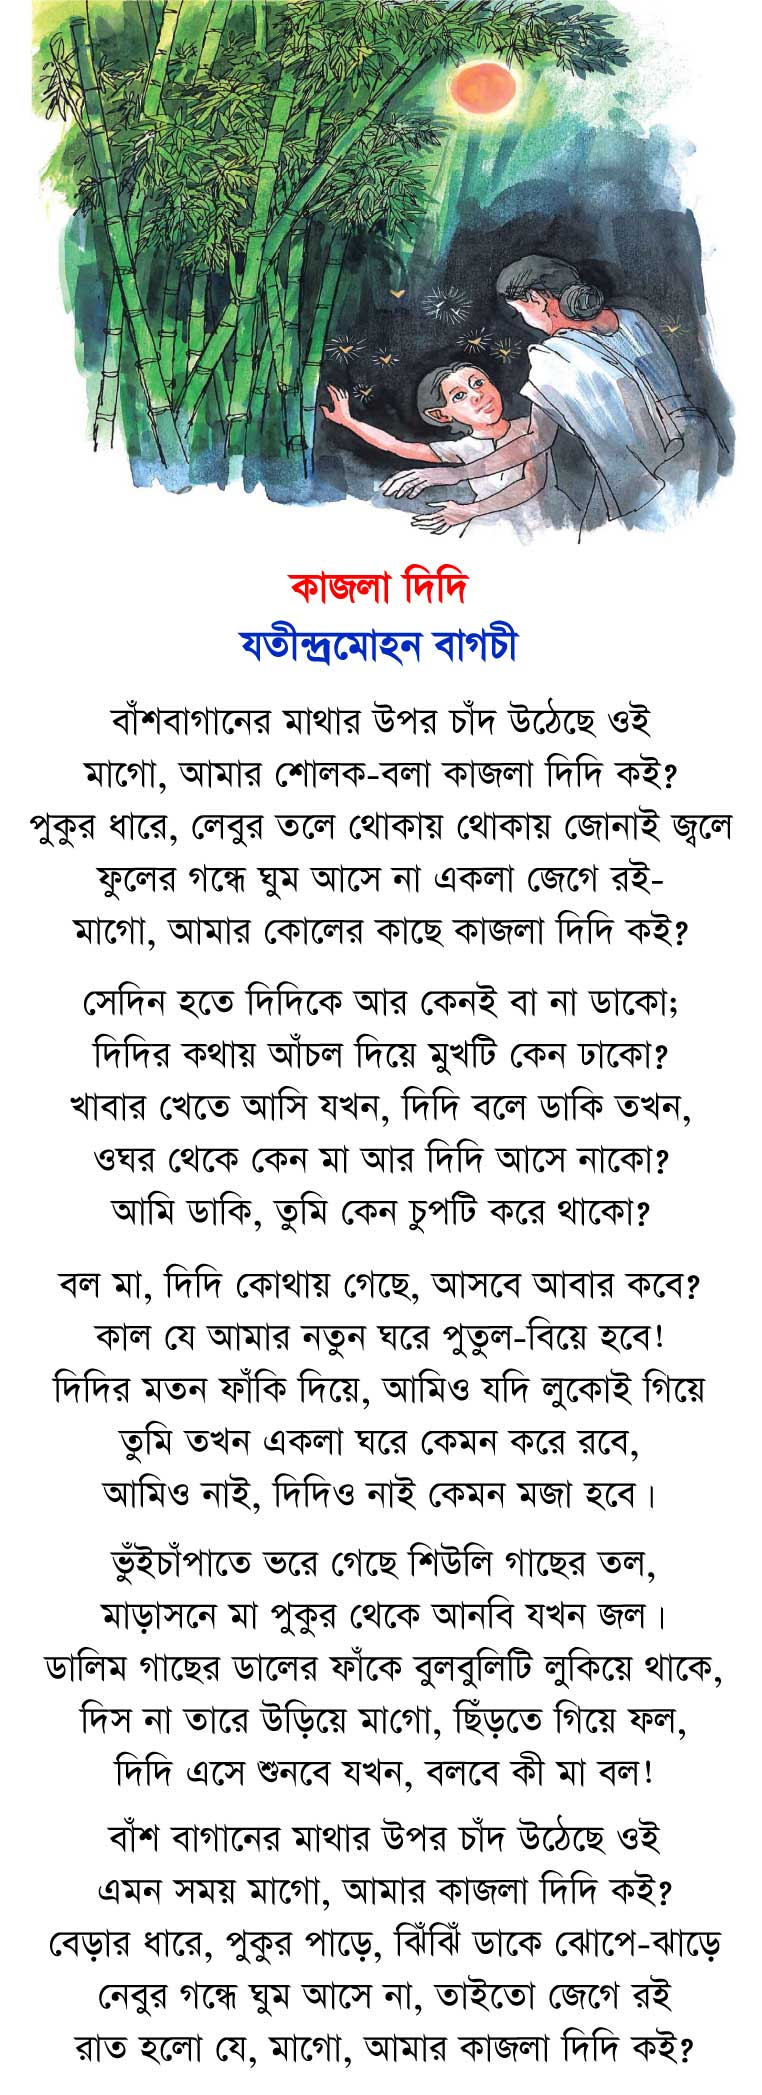 কাজলা দিদি
যতীন্দ্রমোহন বাগচী
বাঁশবাগানের মাথার উপর চাঁদ উঠেছে ওই
মাগো, আমার শোলক-বলা কাজলা দিদি কই?
পুকুর ধারে, লেবুর তলে থোকায় থোকায় জোনাই জ্বলে
ফুলের গন্ধে ঘুম আসে না একলা জেগে রই-
মাগো, আমার কোলের কাছে কাজলা দিদি কই?
সেদিন হতে দিদিকে আর কেনই বা না ডাকো;
দিদির কথায় আঁচল দিয়ে মুখটি কেন ঢাকো?
খাবার খেতে আসি যখন, দিদি বলে ডাকি তখন,
ওঘর থেকে কেন মা আর দিদি আসে নাকো?
আমি ডাকি, তুমি কেন চুপটি করে থাকো?
বল মা, দিদি কোথায় গেছে, আসবে আবার কবে?
কাল যে আমার নতুন ঘরে পুতুল-বিয়ে হবে!
দিদির মতন ফাঁকি দিয়ে, আমিও যদি লুকোই গিয়ে
তুমি তখন একলা ঘরে কেমন করে রবে,
আমিও নাই, দিদিও নাই কেমন মজা হবে।
ভুঁইচাঁপাতে ভরে গেছে শিউলি গাছের তল,
মাড়াসনে মা পুকুর থেকে আনবি যখন জল।
ডালিম গাছের ডালের ফাঁকে বুলবুলিটি লুকিয়ে থাকে,
দিস না তারে উড়িয়ে মাগো, ছিঁড়তে গিয়ে ফল,
দিদি এসে শুনবে যখন, বলবে কী মা বল!
বাঁশ বাগানের মাথার উপর চাঁদ উঠেছে ওই
এমন সময় মাগো, আমার কাজলা দিদি কই?
বেড়ার ধারে, পুকুর পাড়ে, ঝিঁঝিঁ ডাকে ঝোপে-ঝাড়ে
নেবুর গন্ধে ঘুম আসে না, তাইতো জেগে রই
রাত হলো যে, মাগো, আমার কাজলা দিদি কই?